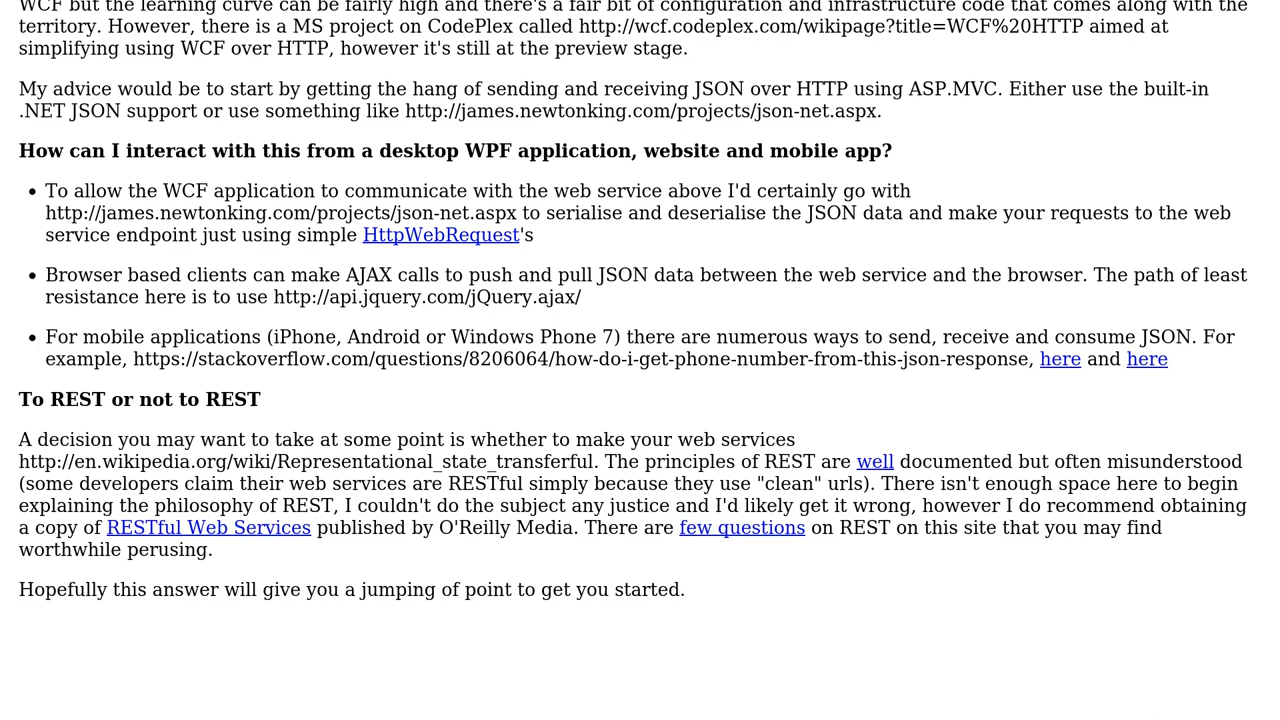 WCF but the learning curve can be fairly high and there's a fair bit of configuration and infrastructure code that comes along with the
territory. However, there is a MS project on CodePlex called http://wcf.codeplex.com/wikipage?title=WCF%20HTTP aimed at
simplifying using WCF over HTTP, however it's still at the preview stage.
My advice would be to start by getting the hang of sending and receiving JSON over HTTP using ASP.MVC. Either use the built-in
.NET JSON support or use something like http://james.newtonking.com/projects/json-net.aspx.
How can I interact with this from a desktop WPF application, website and mobile app?
• To allow the WCF application to communicate with the web service above I'd certainly go with
http://james.newtonking.com/projects/json-net.aspx to serialise and deserialise the JSON data and make your requests to the web
service endpoint just using simple HttpWebRequest's
• Browser based clients can make AJAX calls to push and pull JSON data between the web service and the browser. The path of least
resistance here is to use http://api.jquery.com/jQuery.ajax/
• For mobile applications (iPhone, Android or Windows Phone 7) there are numerous ways to send, receive and consume JSON. For
example, https://stackoverflow.com/questions/8206064/how-do-i-get-phone-number-from-this-json-response, here and here
To REST or not to REST
A decision you may want to take at some point is whether to make your web services
http://en.wikipedia.org/wiki/Representational_state_transferful. The principles of REST are well documented but often misunderstood
(some developers claim their web services are RESTful simply because they use "clean" urls). There isn't enough space here to begin
explaining the philosophy of REST, I couldn't do the subject any justice and I'd likely get it wrong, however I do recommend obtaining
a copy of RESTful Web Services published by O'Reilly Media. There are few questions on REST on this site that you may find
worthwhile perusing.
Hopefully this answer will give you a jumping of point to get you started.